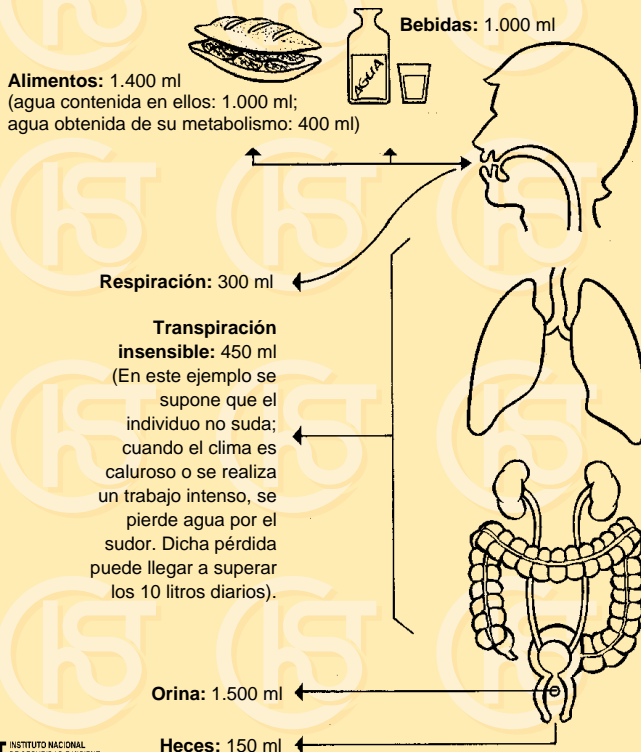 Bebidas: 1.000 ml
AGUA
Alimentos: 1.400 ml
(agua contenida en ellos: 1.000 ml;
agua obtenida de su metabolismo: 400 ml)
Respiración: 300 ml
Transpiración
insensible: 450 ml
(En este ejemplo se
supone que el
individuo no suda;
cuando el clima es
caluroso o se realiza
un trabajo intenso, se
pierde agua por el
sudor. Dicha pérdida
puede llegar a superar
los 10 litros diarios).
Orina: 1.500 ml
INSTITUTO NACIONAL
Heces: 150 ml